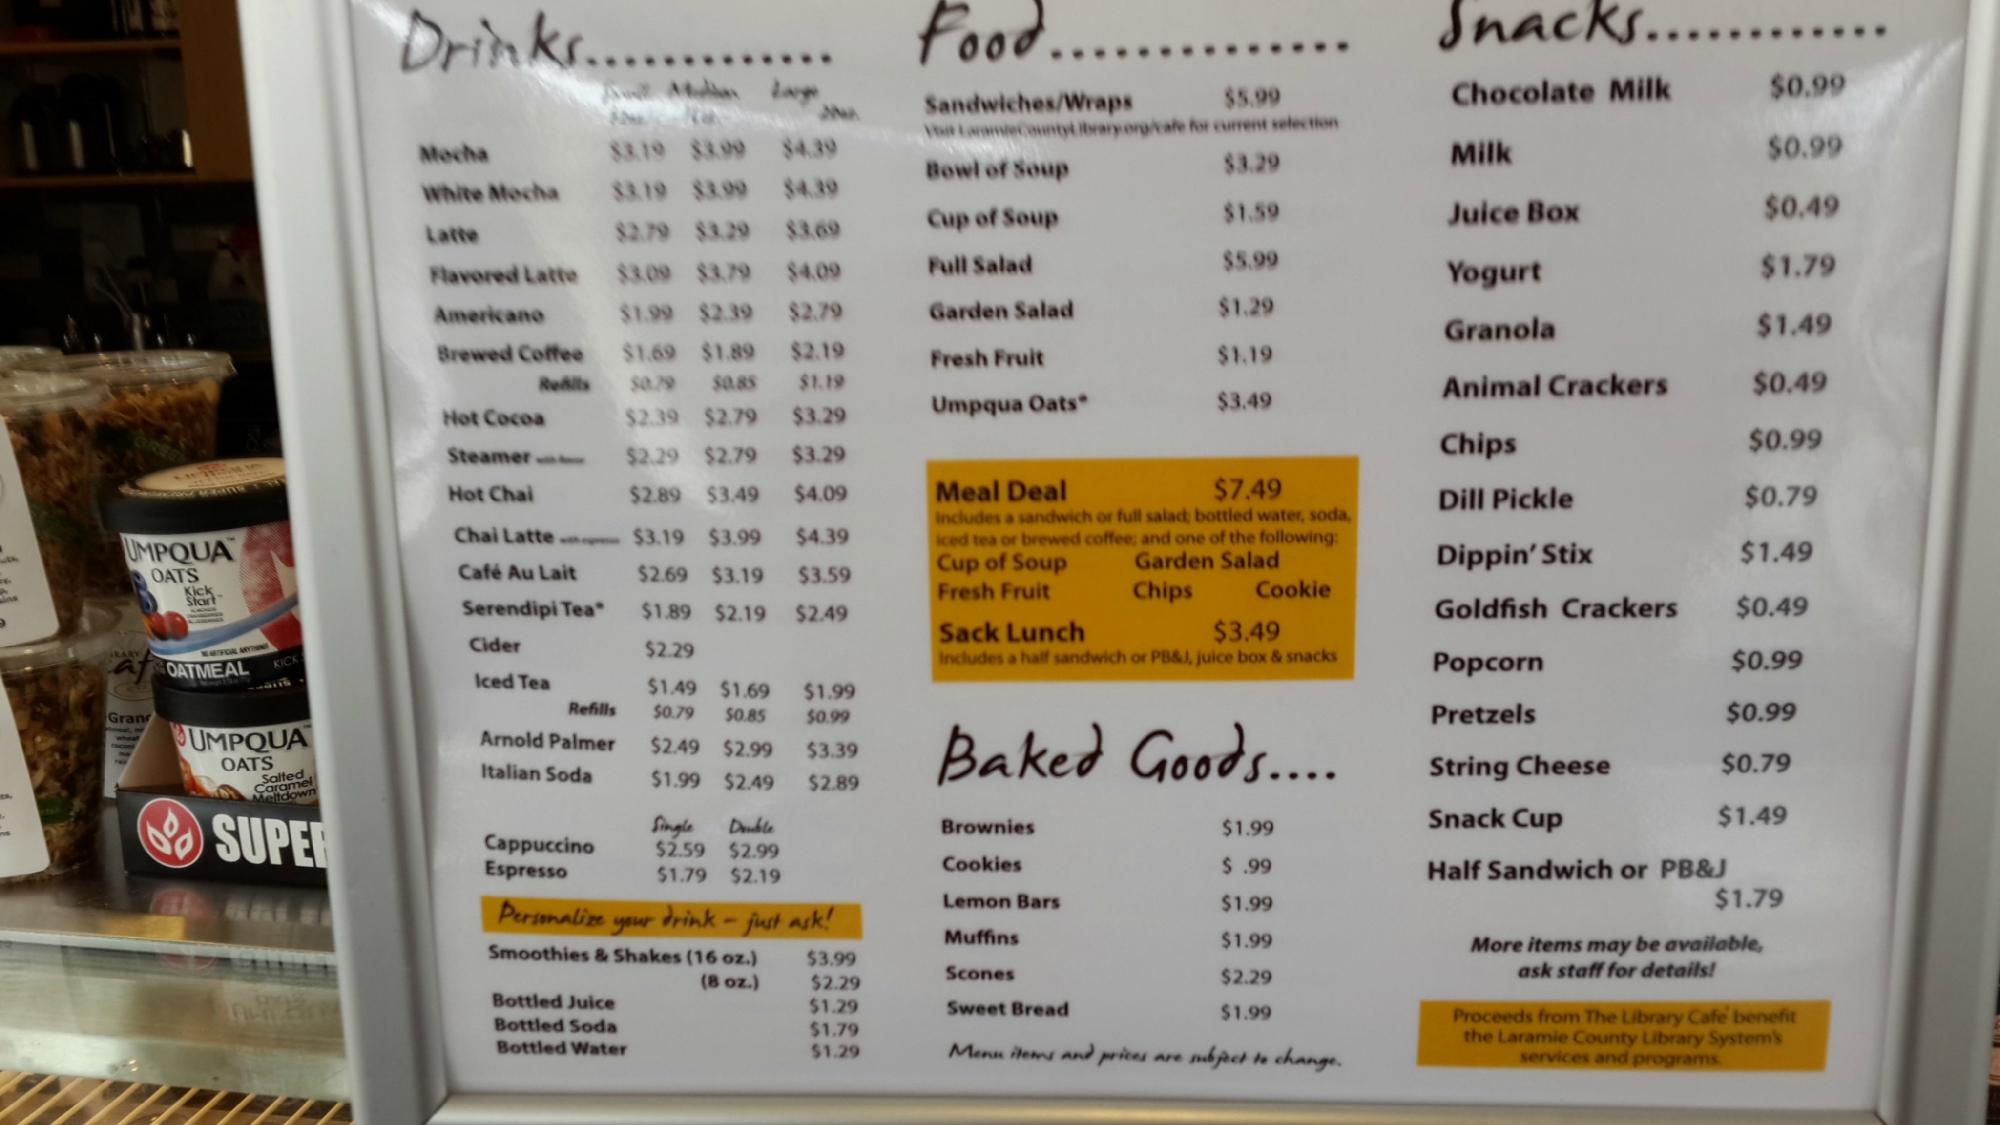 Drinks.............
Small Medium Large
20oz.
Mocha $3.19 $3.99 $4.39
White Mocha $3.19 $3.99 $4.39
Latte $2.79 $3.29 $3.69
Flavored Latte $3.09 $3.79 $4.09
Americano $1.99 $2.39 $2.79
Brewed Coffee $1.69 $1.89 $2.19
Refills $0.79 $0.85 $1.19
Hot Cocoa $2.39 $2.79 $3.29
Steamer $2.29 $2.79 $3.29
Hot Chai $2.89 $3.49 $4.09
Chai Latte with espresso $3.19 $3.99 $4.39
Café Au Lait $2.69 $3.19 $3.59
Serendipi Tea* $1.89 $2.19 $2.49
Cider $2.29
Iced Tea $1.49 $1.69 $1.99
Refills $0.79 $0.85 $0.99
Arnold Palmer $2.49 $2.99 $3.39
Italian Soda $1.99 $2.49 $2.89
Single Double
Cappuccino $2.59 $2.99
Espresso $1.79 $2.19
Personalize your drink – just ask!
Smoothies & Shakes (16 oz.) $3.99
(8 oz.) $2.29
Bottled Juice $1.29
Bottled Soda $1.79
Bottled Water $1.29
Food..............
Sandwiches/Wraps $5.99
Visit LaramieCountyLibrary.org/cafe for current selection
Bowl of Soup $3.29
Cup of Soup $1.59
Full Salad $5.99
Garden Salad $1.29
Fresh Fruit $1.19
Umpqua Oats* $3.49
Meal Deal $7.49
Includes a sandwich or full salad; bottled water, soda,
iced tea or brewed coffee; and one of the following:
Cup of Soup Garden Salad
Fresh Fruit Chips Cookie
Sack Lunch $3.49
Includes a half sandwich or PB&J, juice box & snacks
Baked Goods....
Brownies $1.99
Cookies $ .99
Lemon Bars $1.99
Muffins $1.99
Scones $2.29
Sweet Bread $1.99
Menu items and prices are subject to change.
Snacks............
Chocolate Milk $0.99
Milk $0.99
Juice Box $0.49
Yogurt $1.79
Granola $1.49
Animal Crackers $0.49
Chips $0.99
Dill Pickle $0.79
Dippin' Stix $1.49
Goldfish Crackers $0.49
Popcorn $0.99
Pretzels $0.99
String Cheese $0.79
Snack Cup $1.49
Half Sandwich or PB&J
$1.79
More items may be available,
ask staff for details!
Proceeds from The Library Café benefit
the Laramie County Library System's
services and programs.
UMPQUA™
OATS
Kick
Start™
NO ARTIFICIAL ANYTHING
OATMEAL KICK
UMPQUA
OATS
Salted
Caramel
Meltdown
SUPER